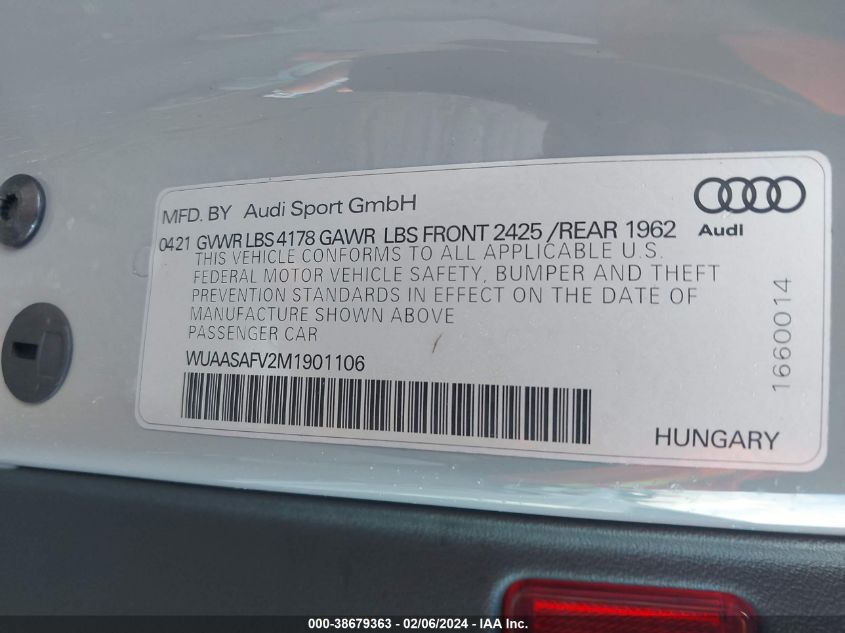 MFD. BY Audi Sport GmbH
Audi
0421 GVWR LBS 4178 GAWR LBS FRONT 2425 /REAR 1962
THIS VEHICLE CONFORMS TO ALL APPLICABLE U.S.
FEDERAL MOTOR VEHICLE SAFETY, BUMPER AND THEFT
PREVENTION STANDARDS IN EFFECT ON THE DATE OF
MANUFACTURE SHOWN ABOVE
PASSENGER CAR
WUAASAFV2M1901106
1660014
HUNGARY
000-38679363 - 02/06/2024 - IAA Inc.